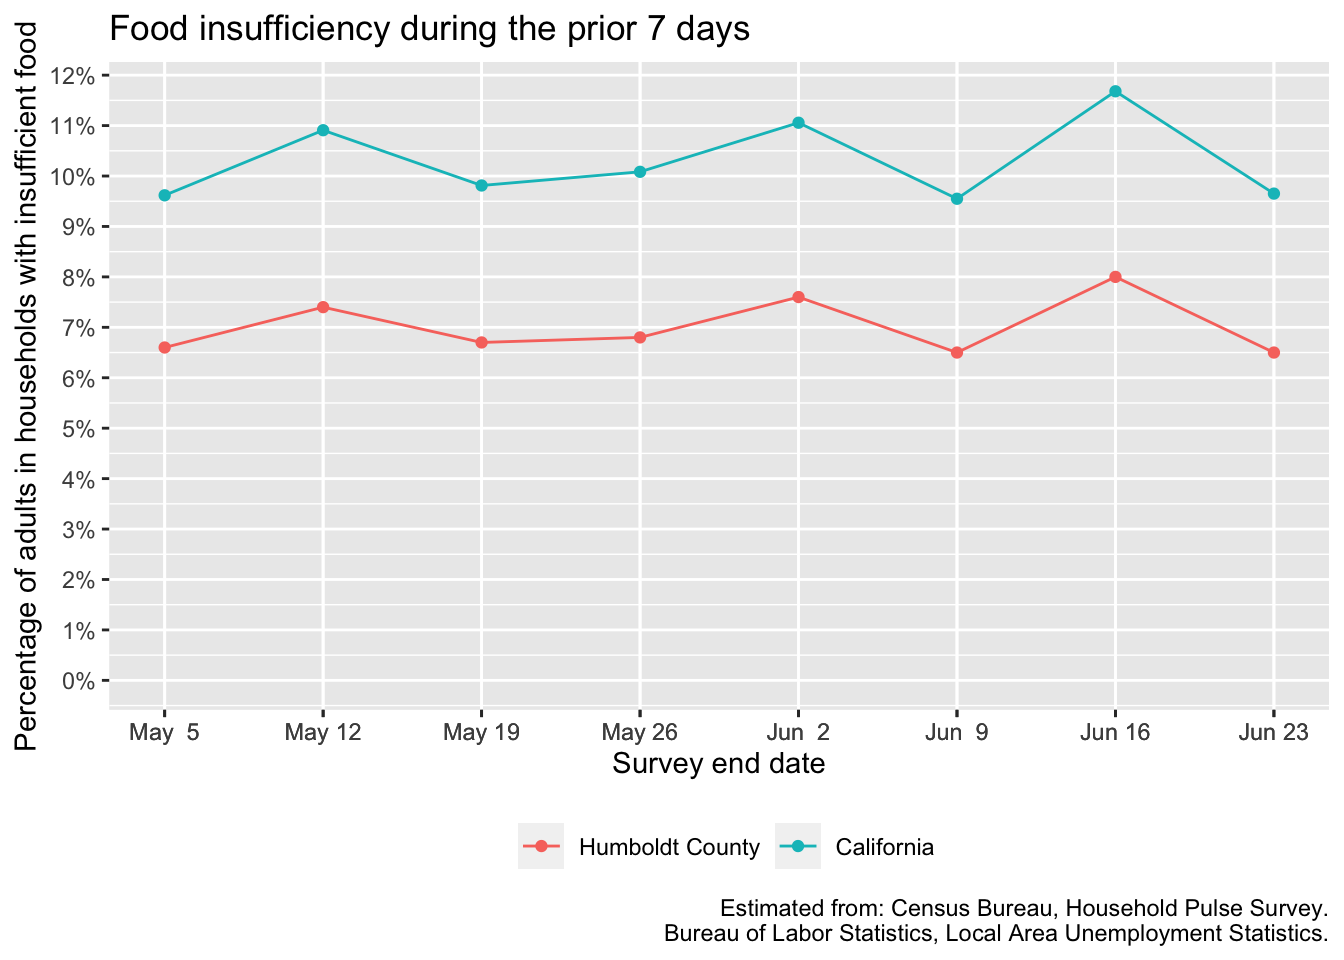 Food insufficiency during the prior 7 days
Percentage of adults in households with insufficient food
12%
11%
10%
9%
8%
7%
6%
5%
4%
3%
2%
1%
0%
May 5 May 12 May 19 May 26 Jun 2 Jun 9 Jun 16 Jun 23
Survey end date
Humboldt County California
Estimated from: Census Bureau, Household Pulse Survey.
Bureau of Labor Statistics, Local Area Unemployment Statistics.